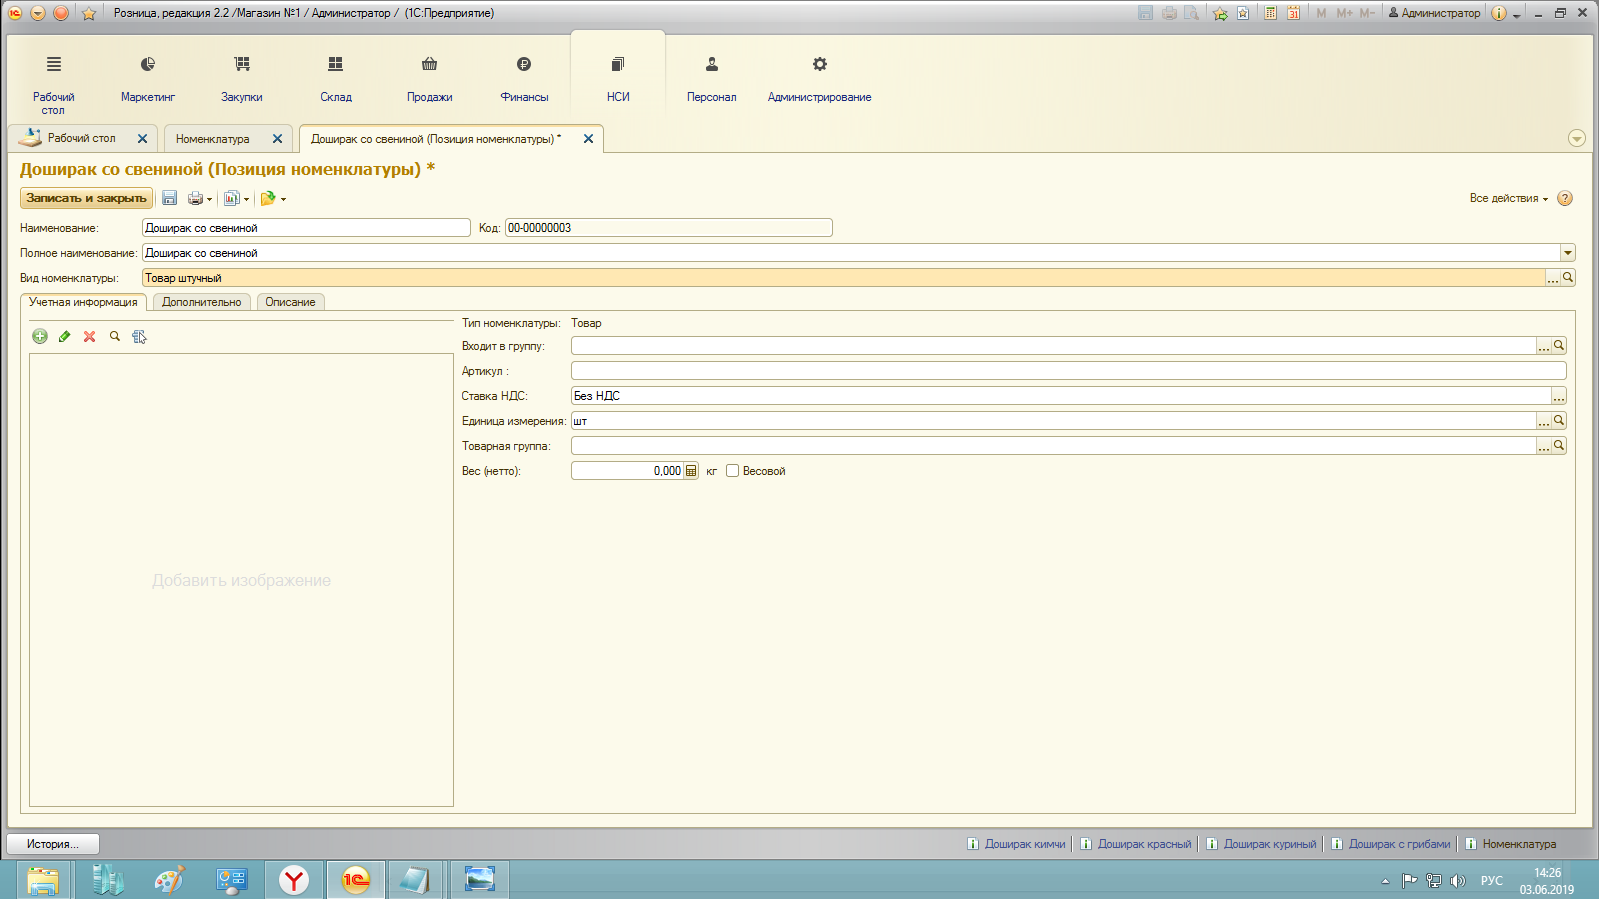 Розница, редакция 2.2 /Магазин №1 / Администратор / (1С:Предприятие)
M M+ M- Администратор
Рабочий стол
Маркетинг
Закупки
Склад
Продажи
Финансы
НСИ
Персонал
Администрирование
Рабочий стол
Номенклатура
Доширак со свениной (Позиция номенклатуры) *
Доширак со свениной (Позиция номенклатуры) *
Записать и закрыть
Все действия
Наименование: Доширак со свениной Код: 00-00000003
Полное наименование: Доширак со свениной
Вид номенклатуры: Товар штучный
Учетная информация Дополнительно Описание
Тип номенклатуры: Товар
Входит в группу:
Артикул :
Ставка НДС: Без НДС
Единица измерения: шт
Товарная группа:
Вес (нетто): 0,000 кг Весовой
Добавить изображение
История...
Доширак кимчи
Доширак красный
Доширак куриный
Доширак с грибами
Номенклатура
РУС
14:26
03.06.2019